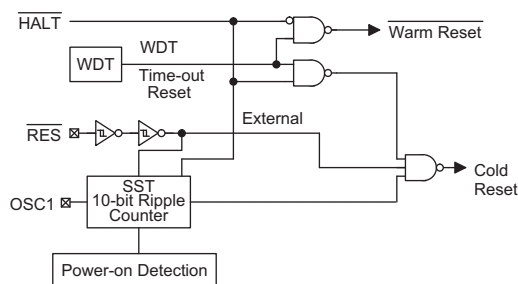 HALT
Warm Reset
WDT
WDT
Time-out
Reset
RES
External
SST
10-bit Ripple
Counter
OSC1
Cold
Reset
Power-on Detection